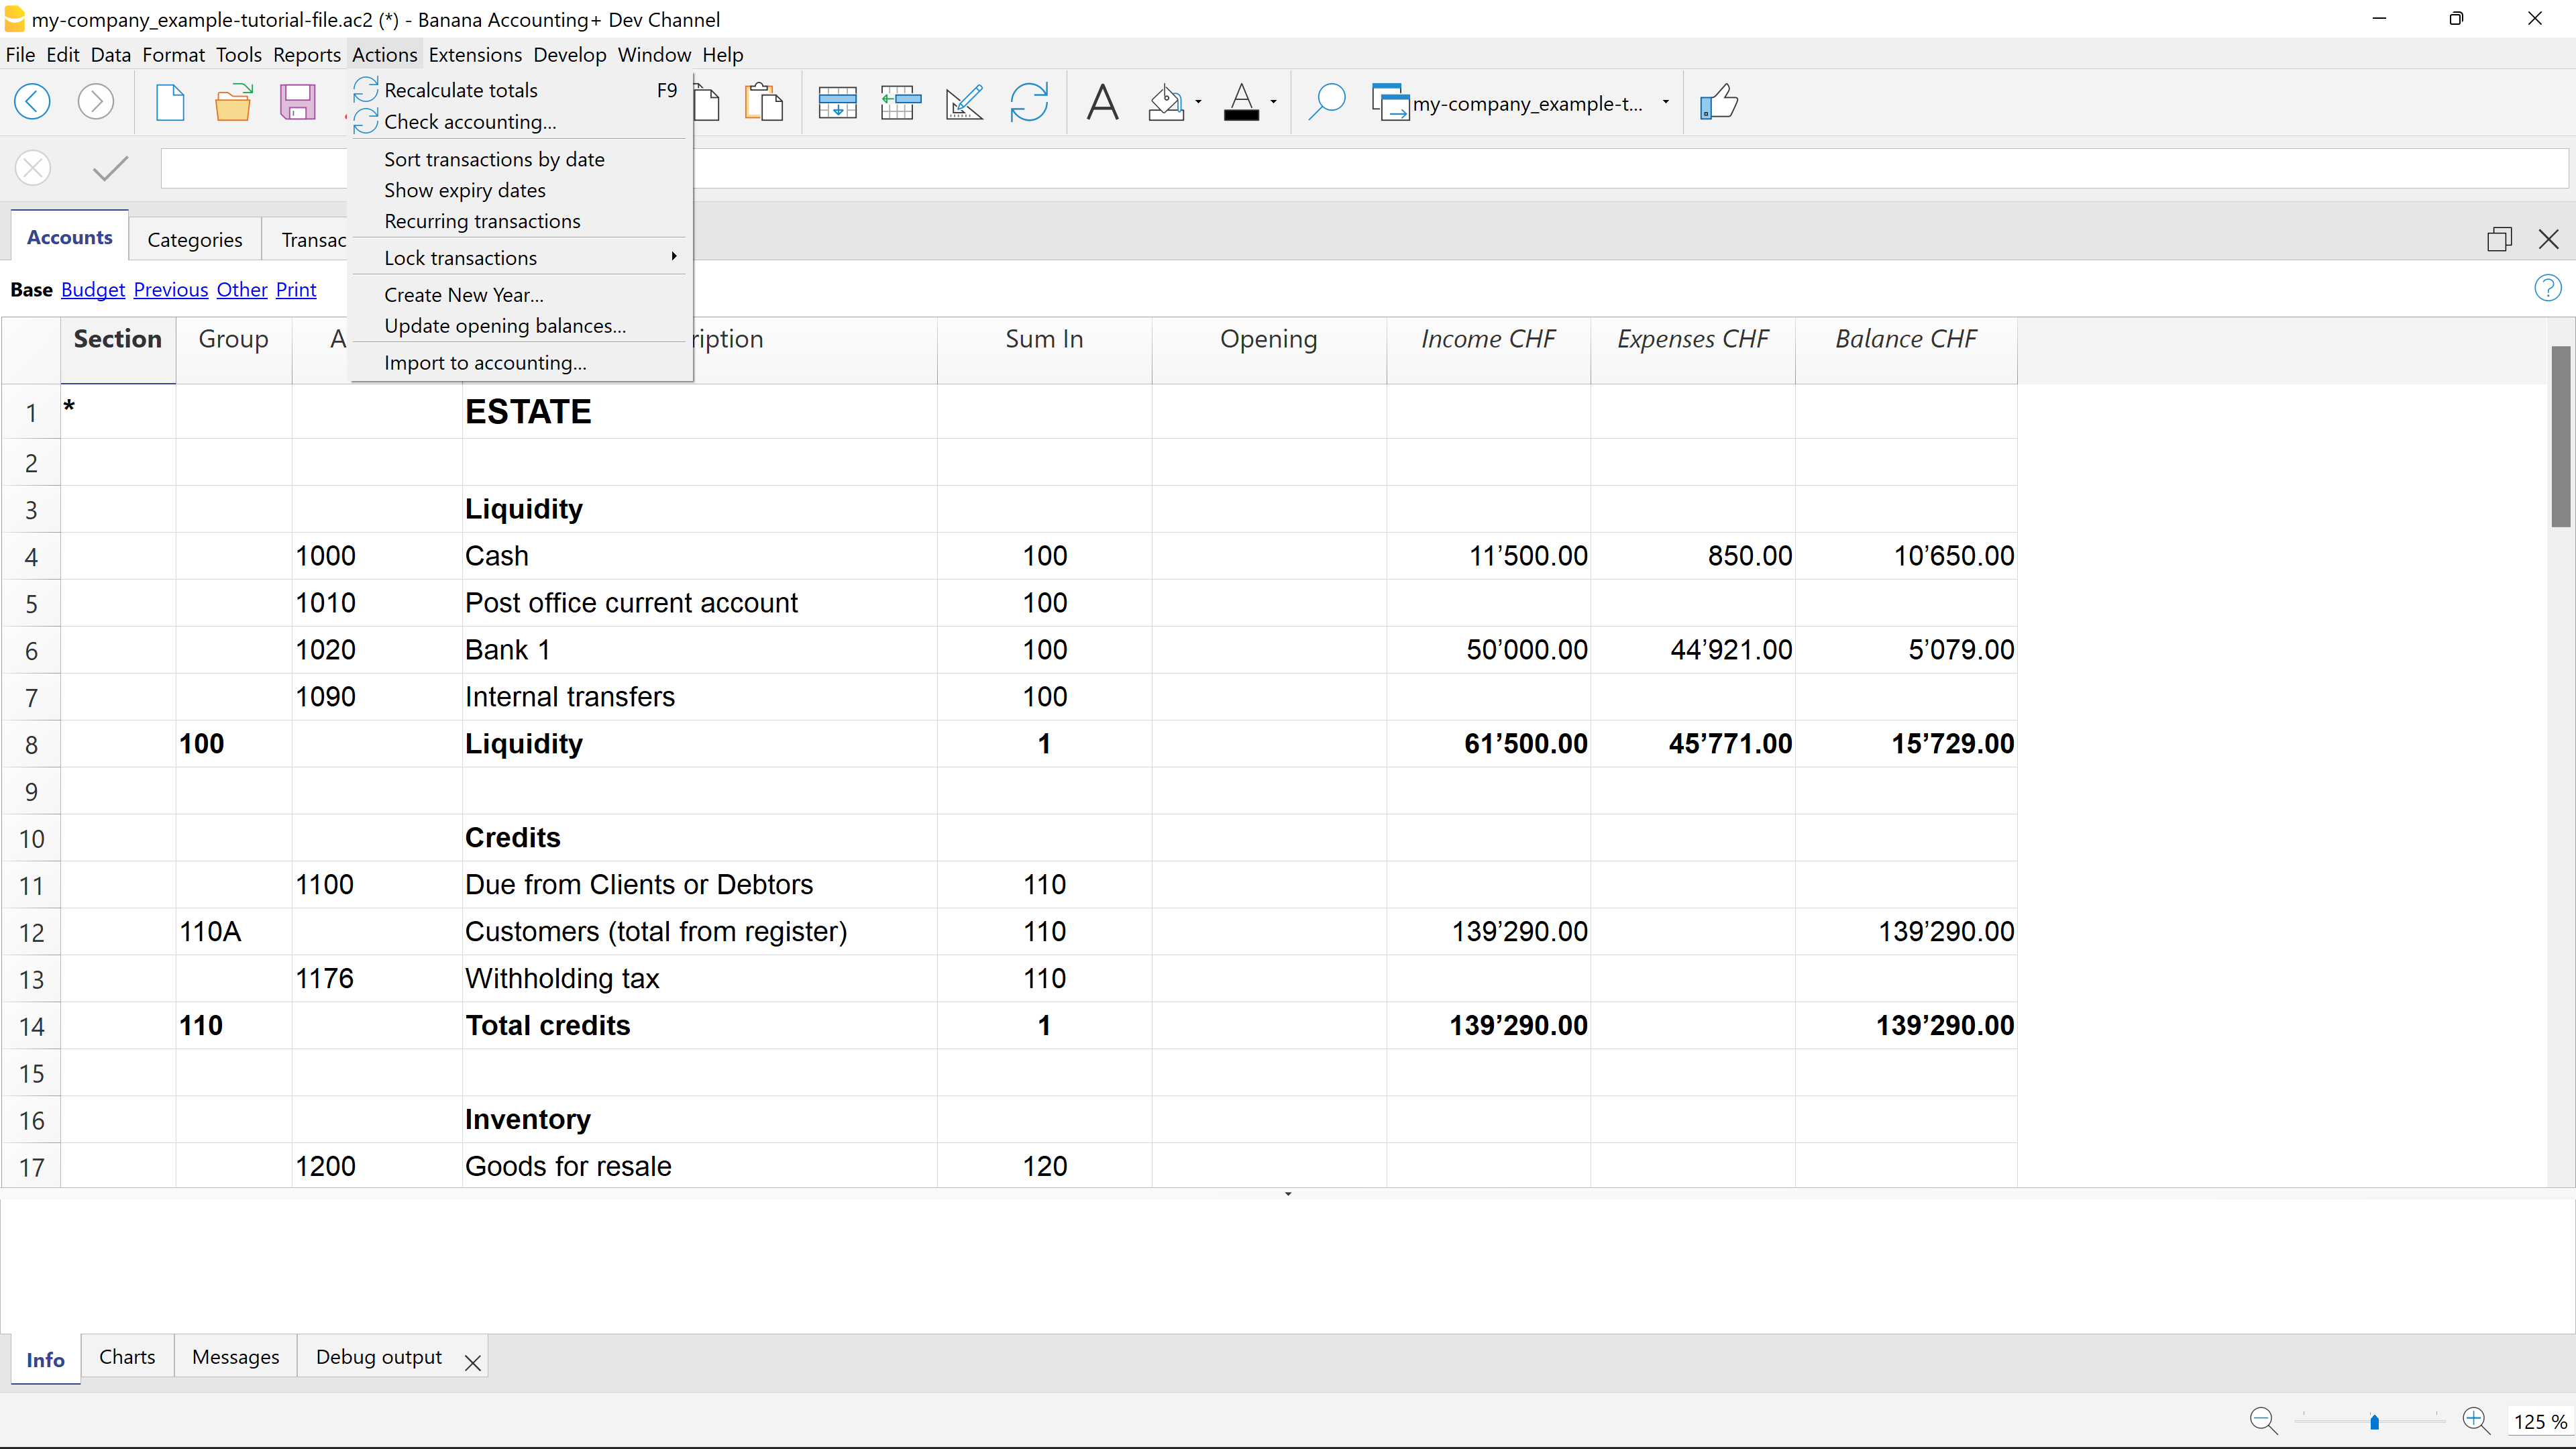 my-company_example-tutorial-file.ac2 (*) - Banana Accounting+ Dev Channel
File Edit Data Format Tools Reports Actions Extensions Develop Window Help
my-company_example-t...
Recalculate totals F9
Check accounting...
Sort transactions by date
Show expiry dates
Recurring transactions
Lock transactions
Create New Year...
Update opening balances...
Import to accounting...
Accounts Categories Transac
Base Budget Previous Other Print
Section Group A ription Sum In Opening Income CHF Expenses CHF Balance CHF
1 * ESTATE
2
3 Liquidity
4 1000 Cash 100 11’500.00 850.00 10’650.00
5 1010 Post office current account 100
6 1020 Bank 1 100 50’000.00 44’921.00 5’079.00
7 1090 Internal transfers 100
8 100 Liquidity 1 61’500.00 45’771.00 15’729.00
9
10 Credits
11 1100 Due from Clients or Debtors 110
12 110A Customers (total from register) 110 139’290.00 139’290.00
13 1176 Withholding tax 110
14 110 Total credits 1 139’290.00 139’290.00
15
16 Inventory
17 1200 Goods for resale 120
Info Charts Messages Debug output
125 %